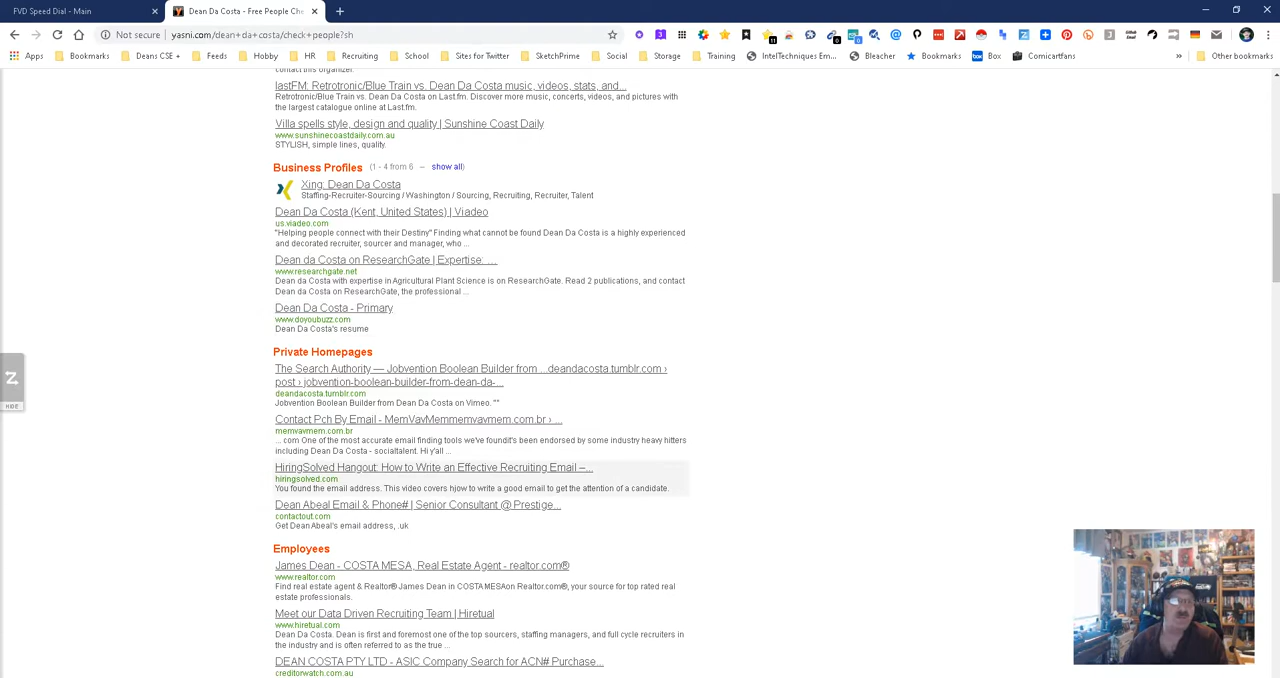 FVD Speed Dial - Main
Dean Da Costa - Free People Che
Not secure
yasni.com/dean+da+costa/check+people?sh
Apps
Bookmarks
Deans CSE +
Feeds
Hobby
HR
Recruiting
School
Sites for Twitter
SketchPrime
Social
Storage
Training
IntelTechniques Em...
Bleacher
Bookmarks
Box
Comicartfans
»
Other bookmarks
contact this organizer.
lastFM: Retrotronic/Blue Train vs. Dean Da Costa music, videos, stats, and...
Retrotronic/Blue Train vs. Dean Da Costa on Last.fm. Discover more music, concerts, videos, and pictures with
the largest catalogue online at Last.fm.
Villa spells style, design and quality | Sunshine Coast Daily
www.sunshinecoastdaily.com.au
STYLISH, simple lines, quality.
Business Profiles (1 - 4 from 6 – show all)
Xing: Dean Da Costa
Staffing-Recruiter-Sourcing / Washington / Sourcing, Recruiting, Recruiter, Talent
Dean Da Costa (Kent, United States) | Viadeo
us.viadeo.com
"Helping people connect with their Destiny" Finding what cannot be found Dean Da Costa is a highly experienced
and decorated recruiter, sourcer and manager, who ...
Dean da Costa on ResearchGate | Expertise: ...
www.researchgate.net
Dean da Costa with expertise in Agricultural Plant Science is on ResearchGate. Read 2 publications, and contact
Dean da Costa on ResearchGate, the professional ...
Dean Da Costa - Primary
www.doyoubuzz.com
Dean Da Costa's resume
Private Homepages
The Search Authority — Jobvention Boolean Builder from ...deandacosta.tumblr.com ›
post › jobvention-boolean-builder-from-dean-da-...
deandacosta.tumblr.com
Jobvention Boolean Builder from Dean Da Costa on Vimeo. ""
Contact Pch By Email - MemVavMemmemvavmem.com.br › ...
memvavmem.com.br
... com One of the most accurate email finding tools we've foundit's been endorsed by some industry heavy hitters
including Dean Da Costa - socialtalent. Hi y'all ...
HiringSolved Hangout: How to Write an Effective Recruiting Email –...
hiringsolved.com
You found the email address. This video covers hjow to write a good email to get the attention of a candidate.
Dean Abeal Email & Phone# | Senior Consultant @ Prestige...
contactout.com
Get Dean Abeal's email address, .uk
HIDE
Employees
James Dean - COSTA MESA, Real Estate Agent - realtor.com®
www.realtor.com
Find real estate agent & Realtor® James Dean in COSTA MESAon Realtor.com®, your source for top rated real
estate professionals.
Meet our Data Driven Recruiting Team | Hiretual
www.hiretual.com
Dean Da Costa. Dean is first and foremost one of the top sourcers, staffing managers, and full cycle recruiters in
the industry and is often referred to as the true ...
DEAN COSTA PTY LTD - ASIC Company Search for ACN# Purchase...
creditorwatch.com.au